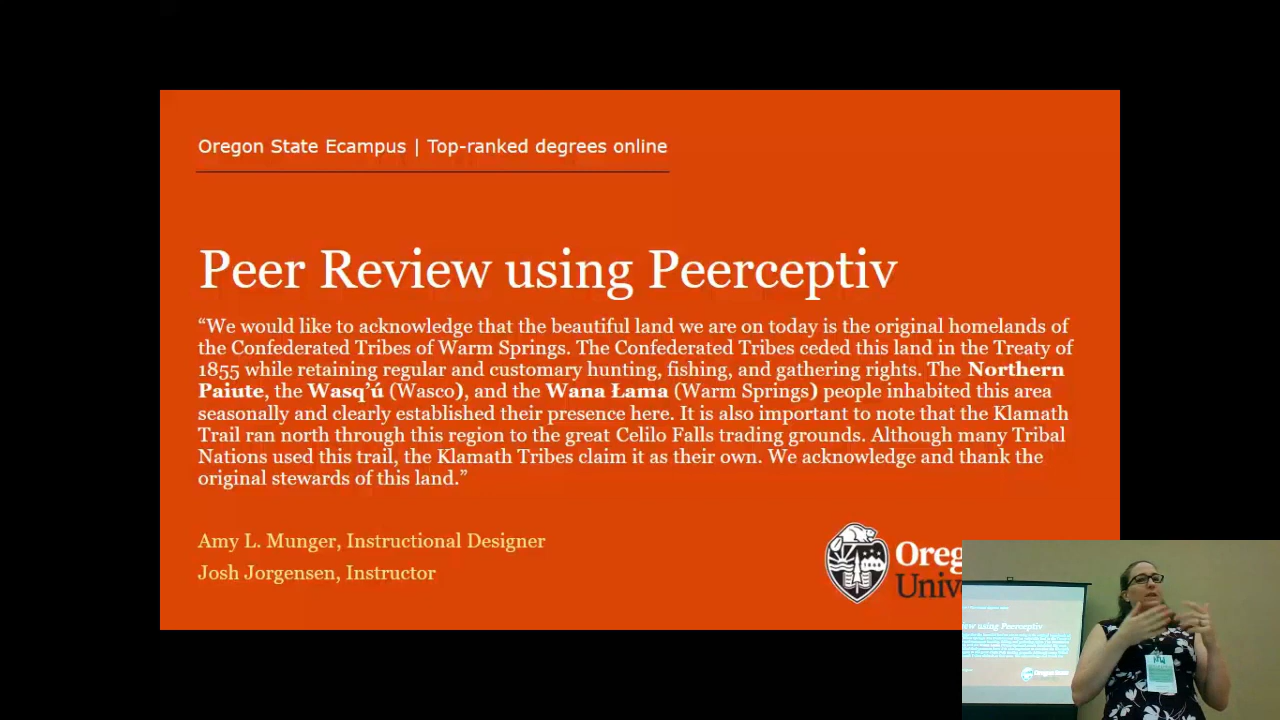 Oregon State Ecampus | Top-ranked degrees online
Peer Review using Peerceptiv
“We would like to acknowledge that the beautiful land we are on today is the original homelands of
the Confederated Tribes of Warm Springs. The Confederated Tribes ceded this land in the Treaty of
1855 while retaining regular and customary hunting, fishing, and gathering rights. The Northern
Paiute, the Wasq’ú (Wasco), and the Wana Łama (Warm Springs) people inhabited this area
seasonally and clearly established their presence here. It is also important to note that the Klamath
Trail ran north through this region to the great Celilo Falls trading grounds. Although many Tribal
Nations used this trail, the Klamath Tribes claim it as their own. We acknowledge and thank the
original stewards of this land.”
Amy L. Munger, Instructional Designer
Josh Jorgensen, Instructor
Oreg
Unive
using Peerceptiv